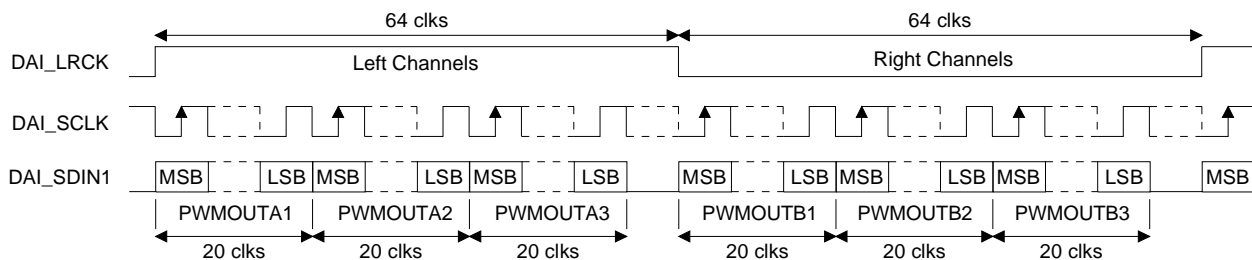 64 clks 64 clks
DAI_LRCK Left Channels Right Channels
DAI_SCLK
DAI_SDIN1 MSB LSB MSB LSB MSB LSB MSB LSB MSB LSB MSB LSB MSB
PWMOUTA1 PWMOUTA2 PWMOUTA3 PWMOUTB1 PWMOUTB2 PWMOUTB3
20 clks 20 clks 20 clks 20 clks 20 clks 20 clks